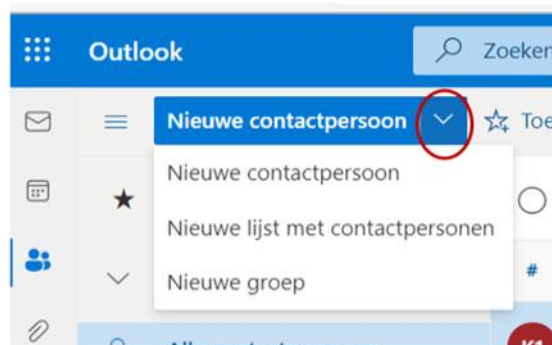 Outlook
Zoeken
Nieuwe contactpersoon
Nieuwe contactpersoon
Nieuwe lijst met contactpersonen
Nieuwe groep
#